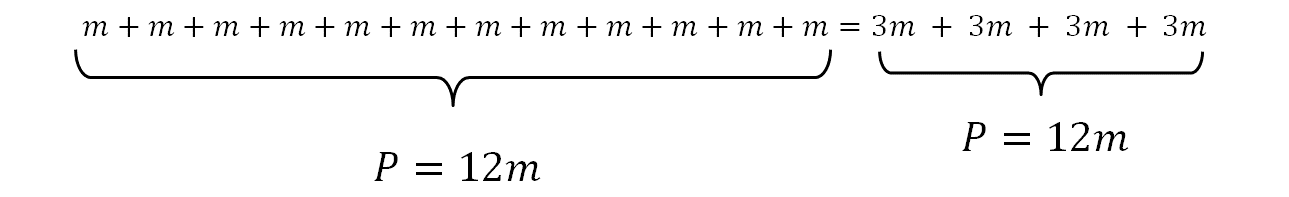 m + m + m + m + m + m + m + m + m + m + m + m = 3m + 3m + 3m + 3m
P = 12m
P = 12m